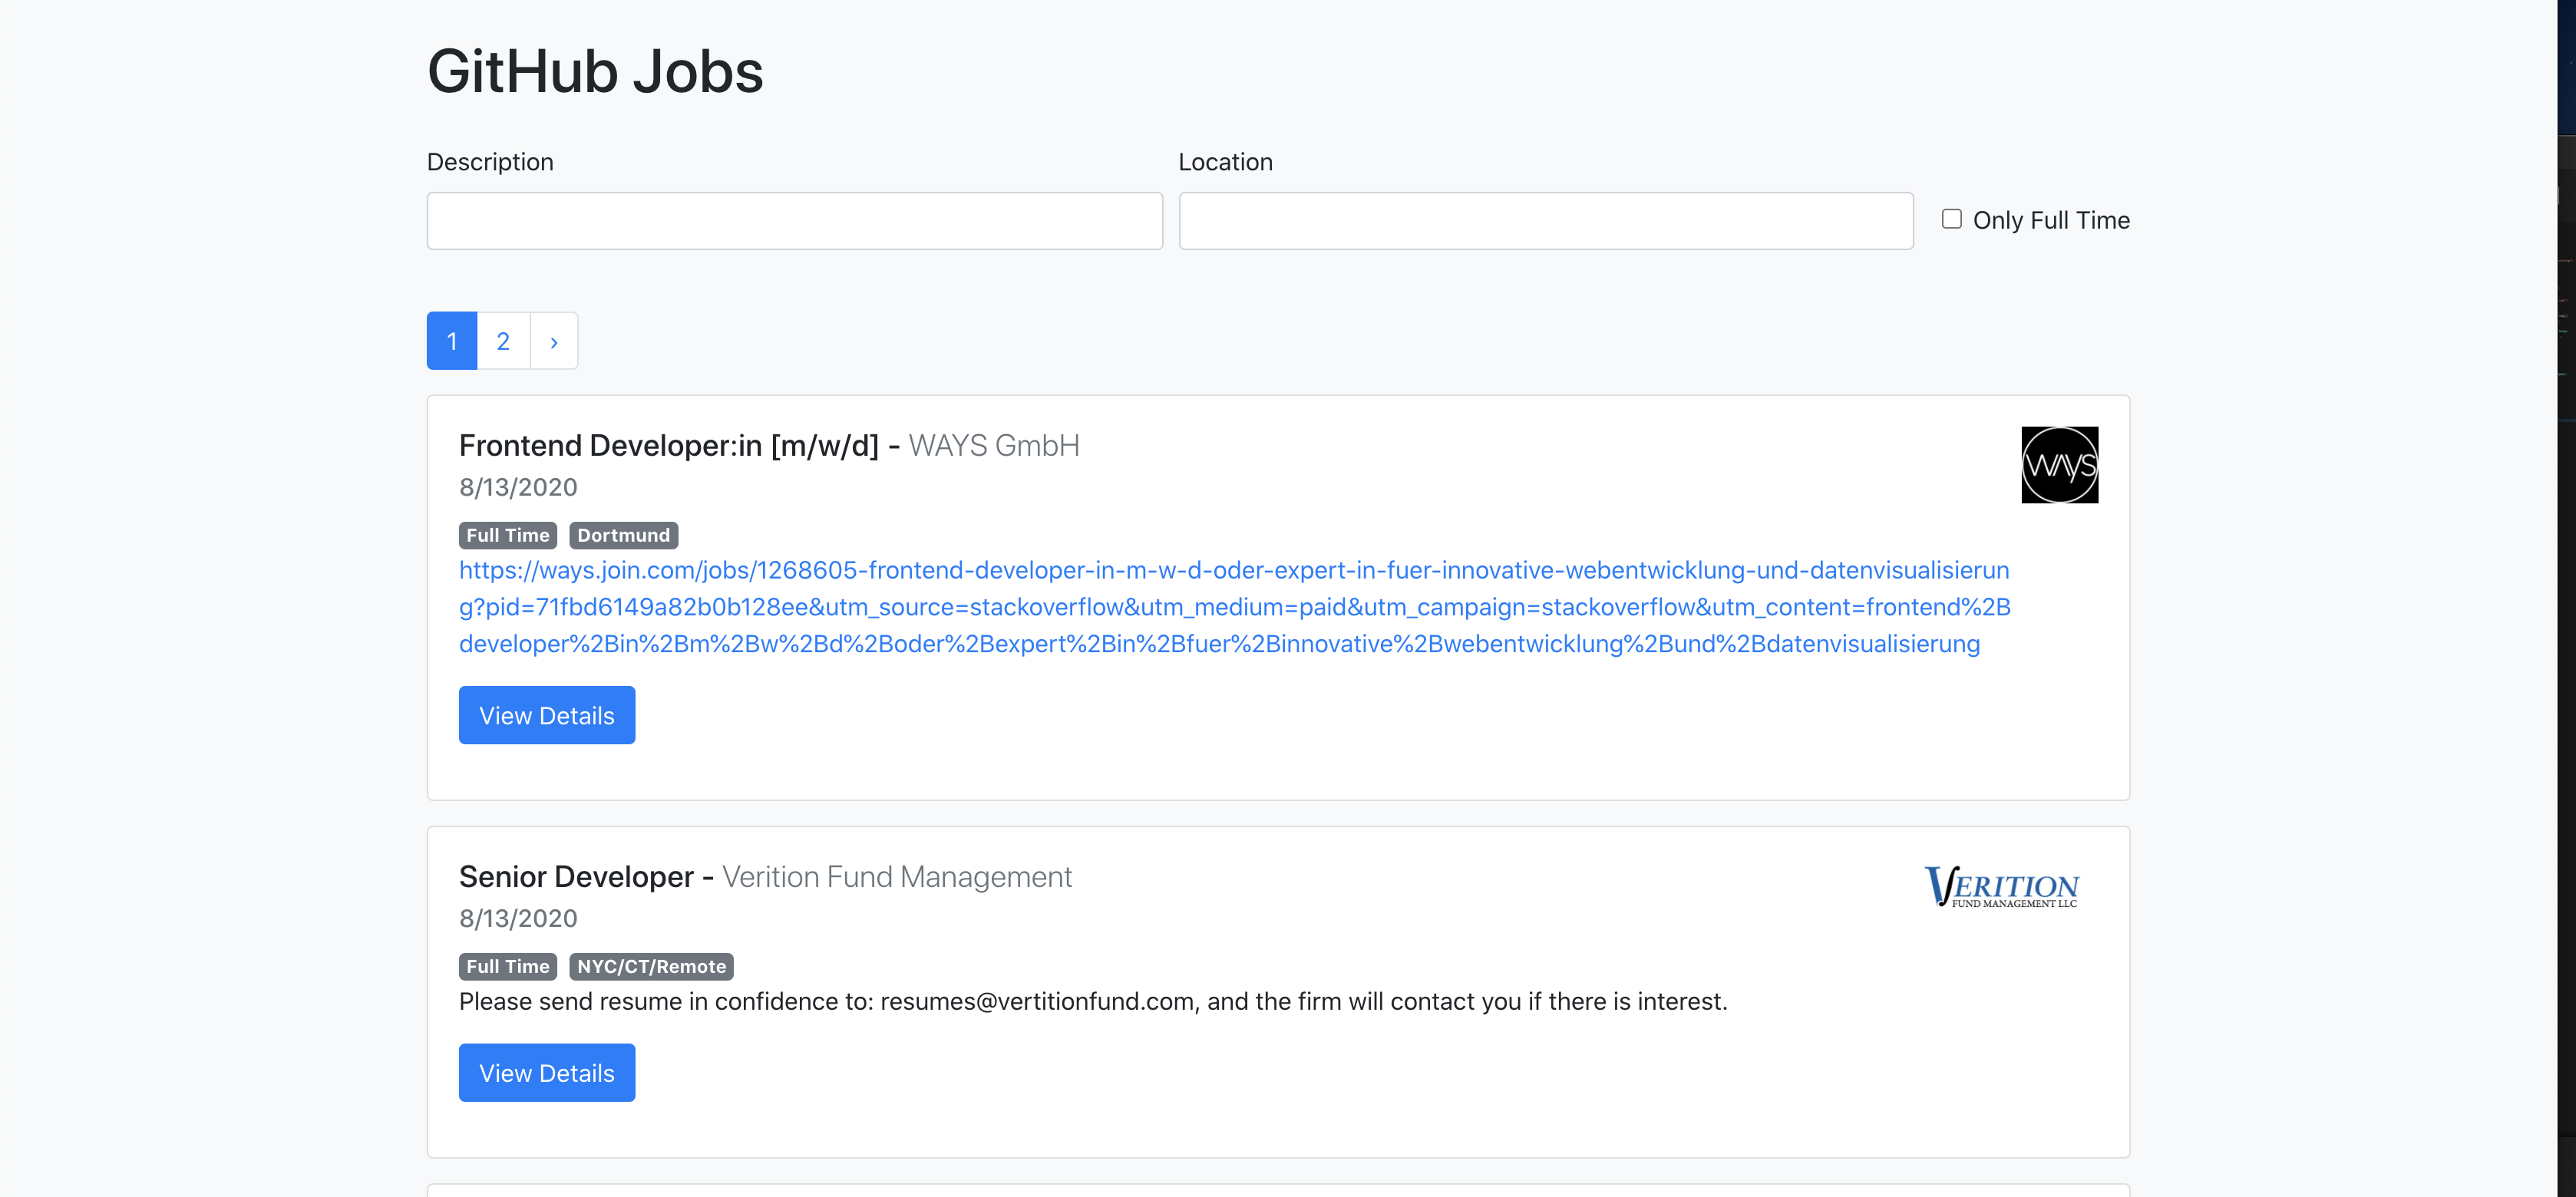 GitHub Jobs
Description
Location
Only Full Time
1 2 ›
Frontend Developer:in [m/w/d] - WAYS GmbH
WAYS
8/13/2020
Full Time Dortmund
https://ways.join.com/jobs/1268605-frontend-developer-in-m-w-d-oder-expert-in-fuer-innovative-webentwicklung-und-datenvisualisierun
g?pid=71fbd6149a82b0b128ee&utm_source=stackoverflow&utm_medium=paid&utm_campaign=stackoverflow&utm_content=frontend%2B
developer%2Bin%2Bm%2Bw%2Bd%2Boder%2Bexpert%2Bin%2Bfuer%2Binnovative%2Bwebentwicklung%2Bund%2Bdatenvisualisierung
View Details
Senior Developer - Verition Fund Management
VERITION
FUND MANAGEMENT LLC
8/13/2020
Full Time NYC/CT/Remote
Please send resume in confidence to: resumes@vertitionfund.com, and the firm will contact you if there is interest.
View Details